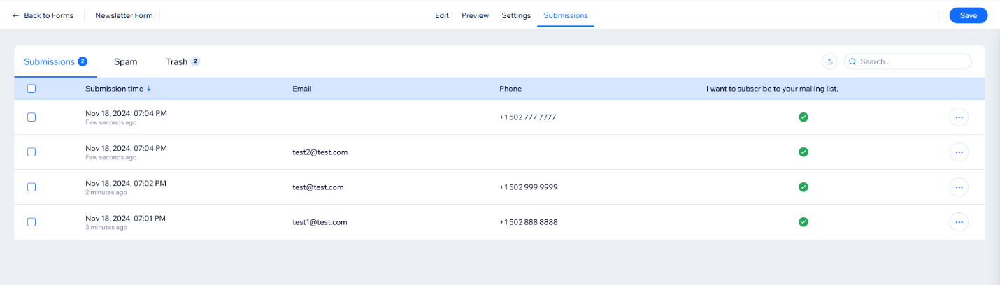 Back to Forms Newsletter Form Edit Preview Settings Submissions Save
Submissions 2 Spam Trash 2 Search...
Submission time Email Phone I want to subscribe to your mailing list.
Nov 18, 2024, 07:04 PM +1 502 777 7777
Few seconds ago
Nov 18, 2024, 07:04 PM test2@test.com
Few seconds ago
Nov 18, 2024, 07:02 PM test@test.com +1 502 999 9999
2 minutes ago
Nov 18, 2024, 07:01 PM test1@test.com +1 502 888 8888
3 minutes ago